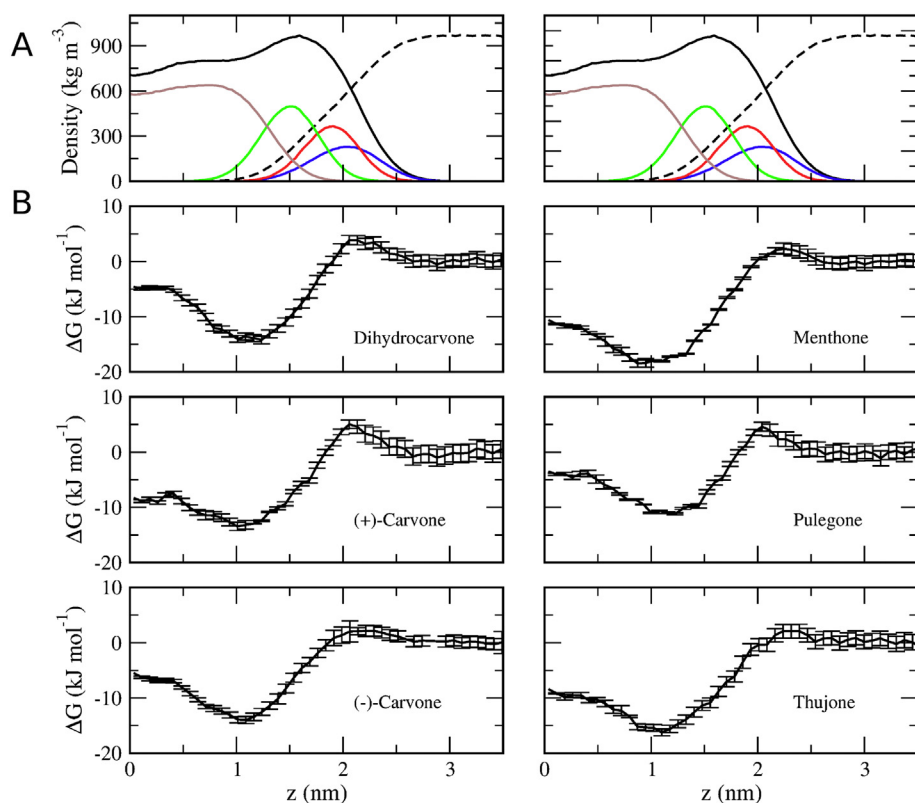 A
Density (kg m⁻³)
900
600
300
0
B
ΔG (kJ mol⁻¹)
10
0
-10
-20
Dihydrocarvone
Menthone
ΔG (kJ mol⁻¹)
10
0
-10
-20
(+)-Carvone
Pulegone
ΔG (kJ mol⁻¹)
10
0
-10
-20
(-)-Carvone
Thujone
0 1 2 3
0 1 2 3
z (nm)
z (nm)